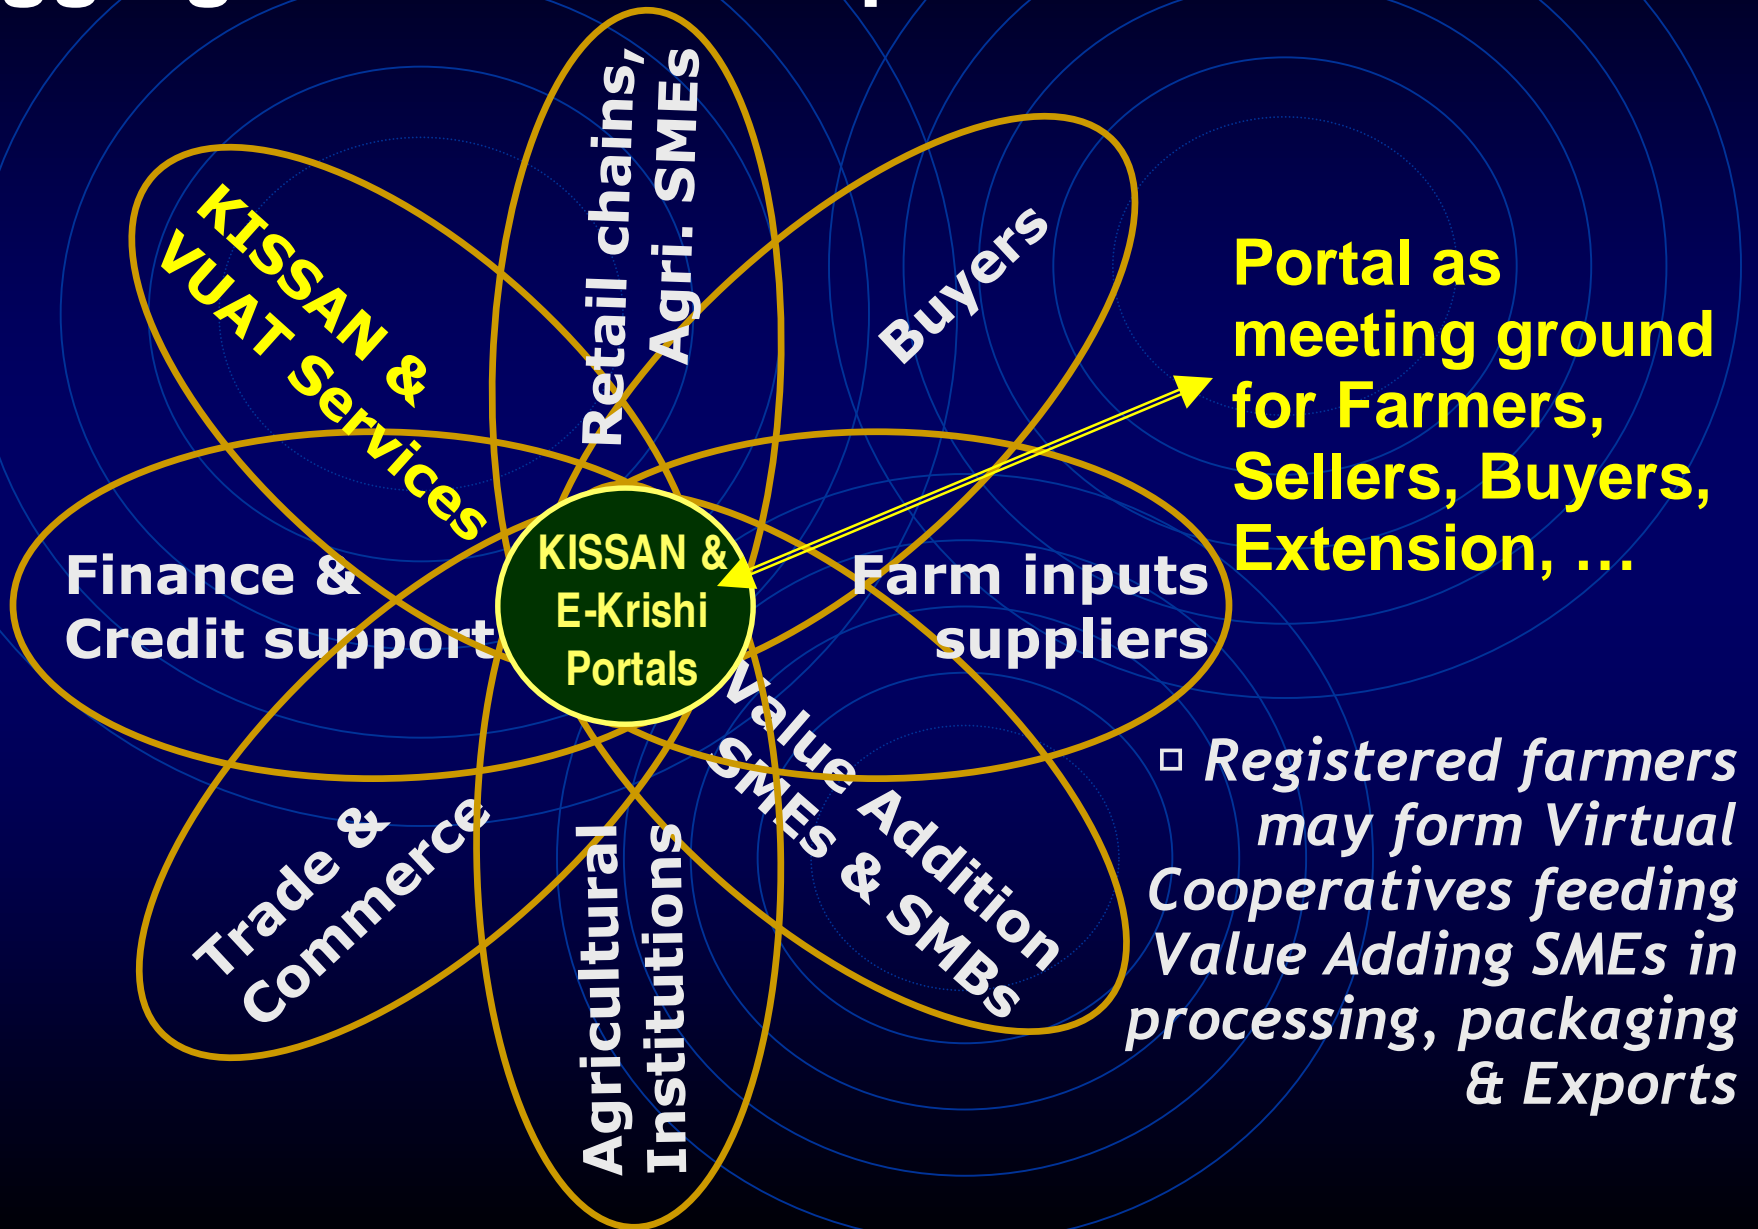 Retail chains,
Agri. SMEs
KISSAN &
VUAT Services
Buyers
Portal as
meeting ground
for Farmers,
Sellers, Buyers,
Extension, …
Finance &
Credit support
KISSAN &
E-Krishi
Portals
Farm inputs
suppliers
Value Addition
SMEs & SMBs
Trade &
Commerce
Agricultural
Institutions
Registered farmers
may form Virtual
Cooperatives feeding
Value Adding SMEs in
processing, packaging
& Exports